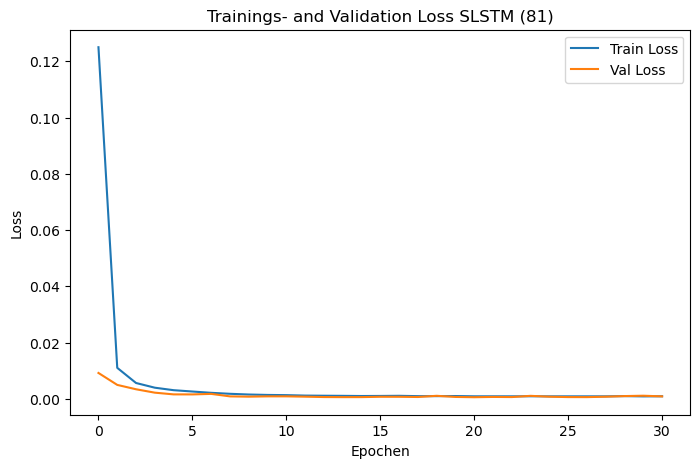 Trainings- and Validation Loss SLSTM (81)
Train Loss
Val Loss
0.12
0.10
0.08
0.06
0.04
0.02
0.00
Loss
0 5 10 15 20 25 30
Epochen